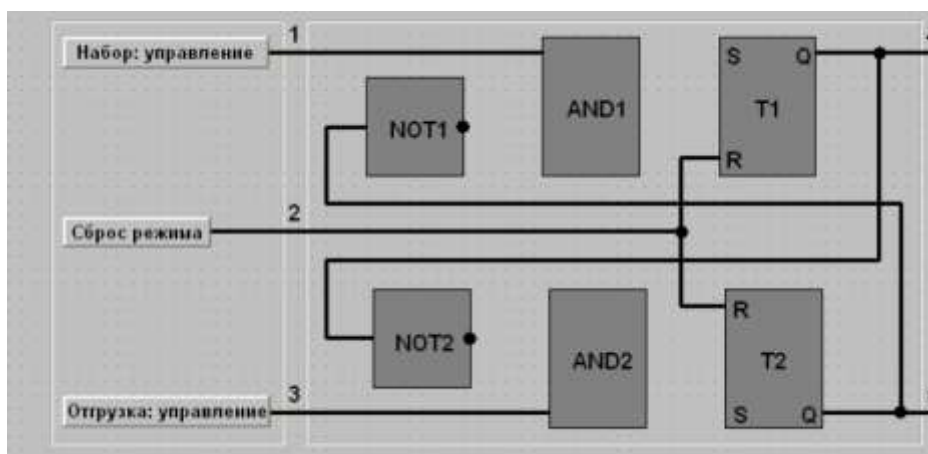 1
Набор: управление
S Q
NOT1
AND1
T1
R
2
Сброс режима
R
NOT2
AND2
T2
3
Отгрузка: управление
S Q